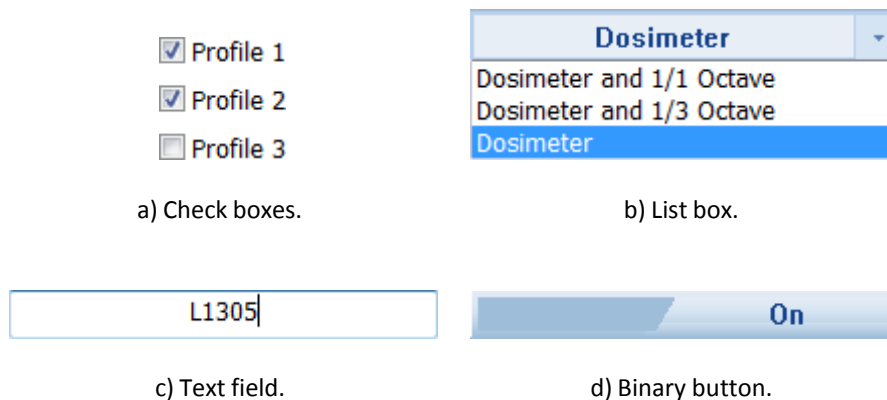 Profile 1
Profile 2
Profile 3
a) Check boxes.
Dosimeter
Dosimeter and 1/1 Octave
Dosimeter and 1/3 Octave
Dosimeter
b) List box.
L1305
c) Text field.
On
d) Binary button.